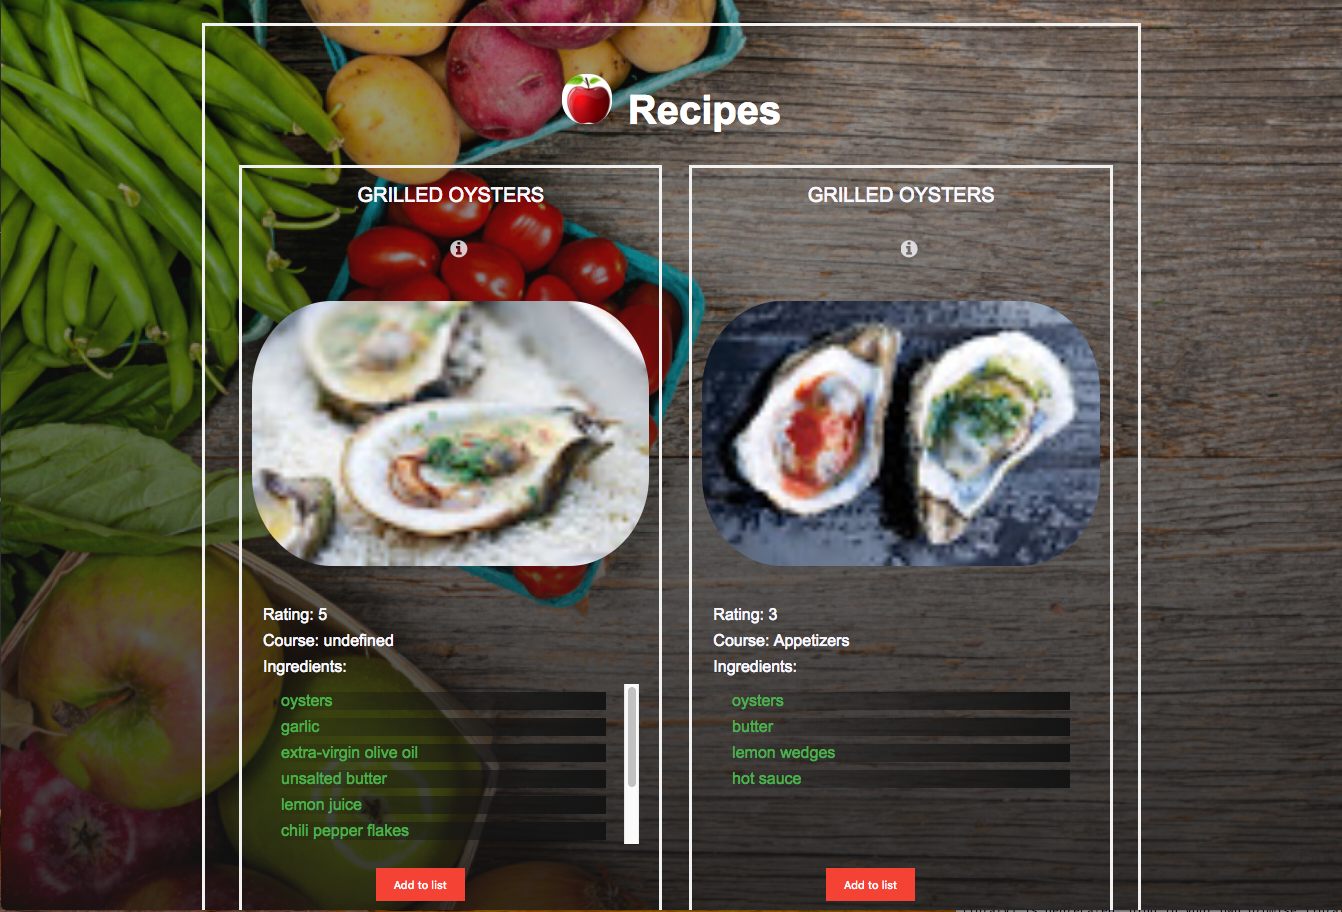 Recipes
GRILLED OYSTERS
Rating: 5
Course: undefined
Ingredients:
oysters
garlic
extra-virgin olive oil
unsalted butter
lemon juice
chili pepper flakes
Add to list
GRILLED OYSTERS
Rating: 3
Course: Appetizers
Ingredients:
oysters
butter
lemon wedges
hot sauce
Add to list